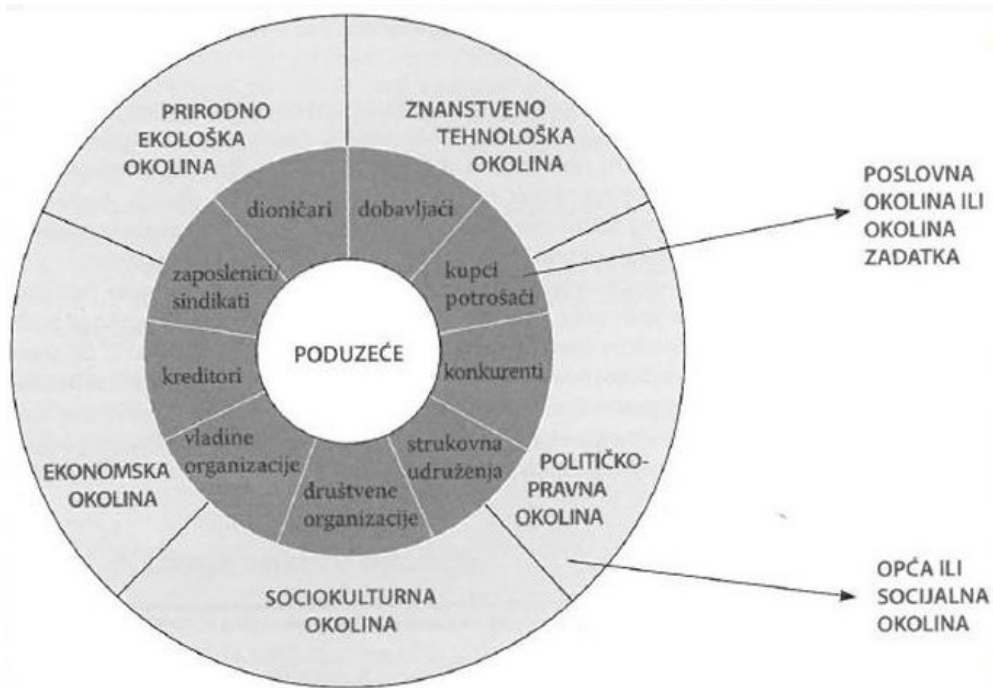 PRIRODNO
EKOLOŠKA
OKOLINA
ZNANSTVENO
TEHNOLOŠKA
OKOLINA
POSLOVNA
OKOLINA ILI
OKOLINA
ZADATKA
dioničari
dobavljači
zaposlenici/
sindikati
kupci
potrošači
PODUZEĆE
kreditori
konkurenti
vladine
organizacije
strukovna
udruženja
društvene
organizacije
EKONOMSKA
OKOLINA
POLITIČKO-
PRAVNA
OKOLINA
SOCIOKULTURNA
OKOLINA
OPĆA ILI
SOCIJALNA
OKOLINA